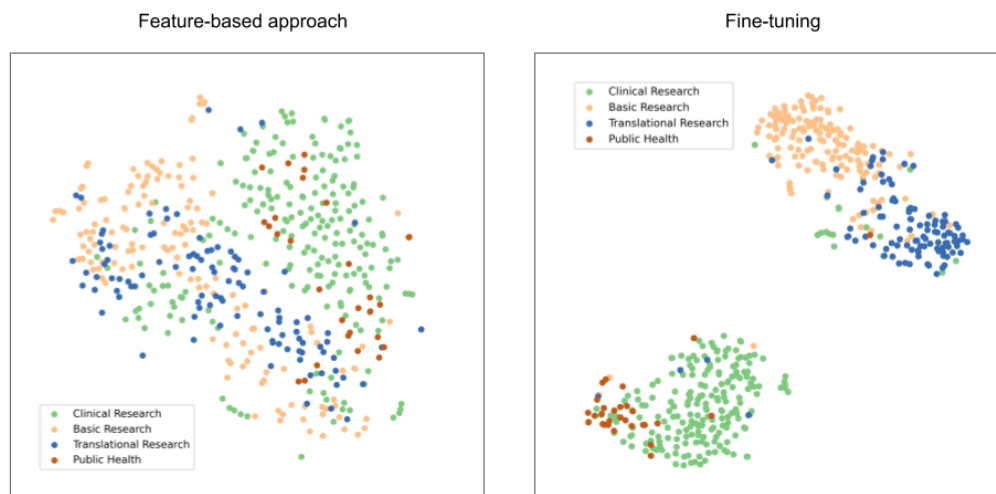 Feature-based approach
Fine-tuning
Clinical Research
Basic Research
Translational Research
Public Health
Clinical Research
Basic Research
Translational Research
Public Health